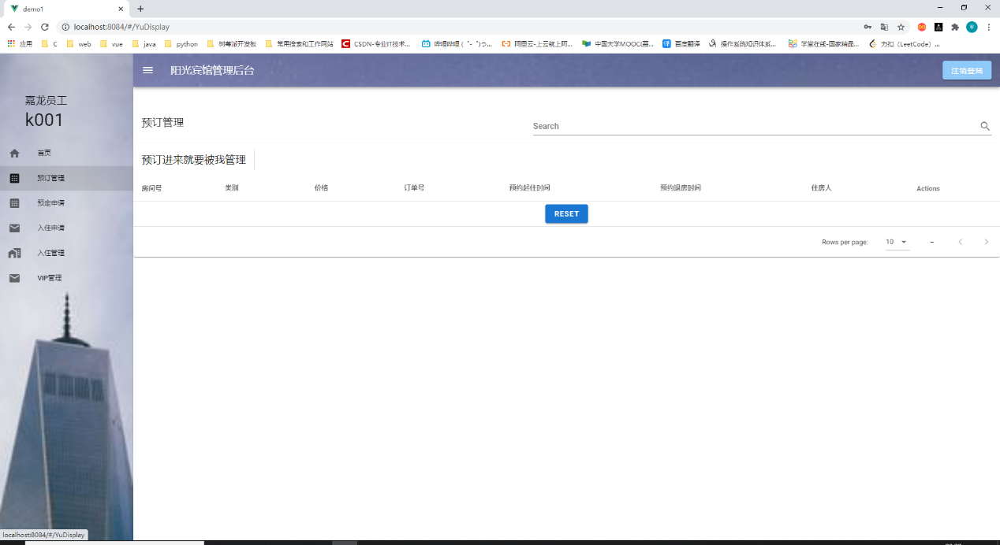 demo1
localhost:8084/#/YuDisplay
应用 C web vue java python 树莓派开发板 常用搜索和工作网站 CSDN-专业IT技术... 哔哩哔哩 ( ゜- ゜)つ... 阿里云-上云就上阿... 中国大学MOOC(慕... 百度翻译 操作系统知识体系... 学堂在线-国家精品... 力扣（LeetCode）...
阳光宾馆管理后台 注销登陆
嘉龙员工
k001
首页
预订管理
预定申请
入住申请
入住管理
VIP管理
预订管理 Search
预订进来就要被我管理
房间号 类别 价格 订单号 预约起住时间 预约退房时间 住房人 Actions
RESET
Rows per page: 10 –
localhost:8084/#/YuDisplay